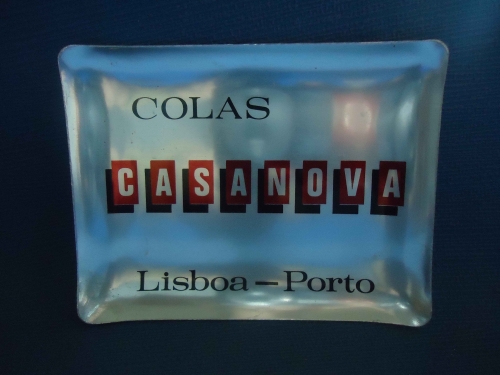 COLAS
CASANOVA
Lisboa — Porto